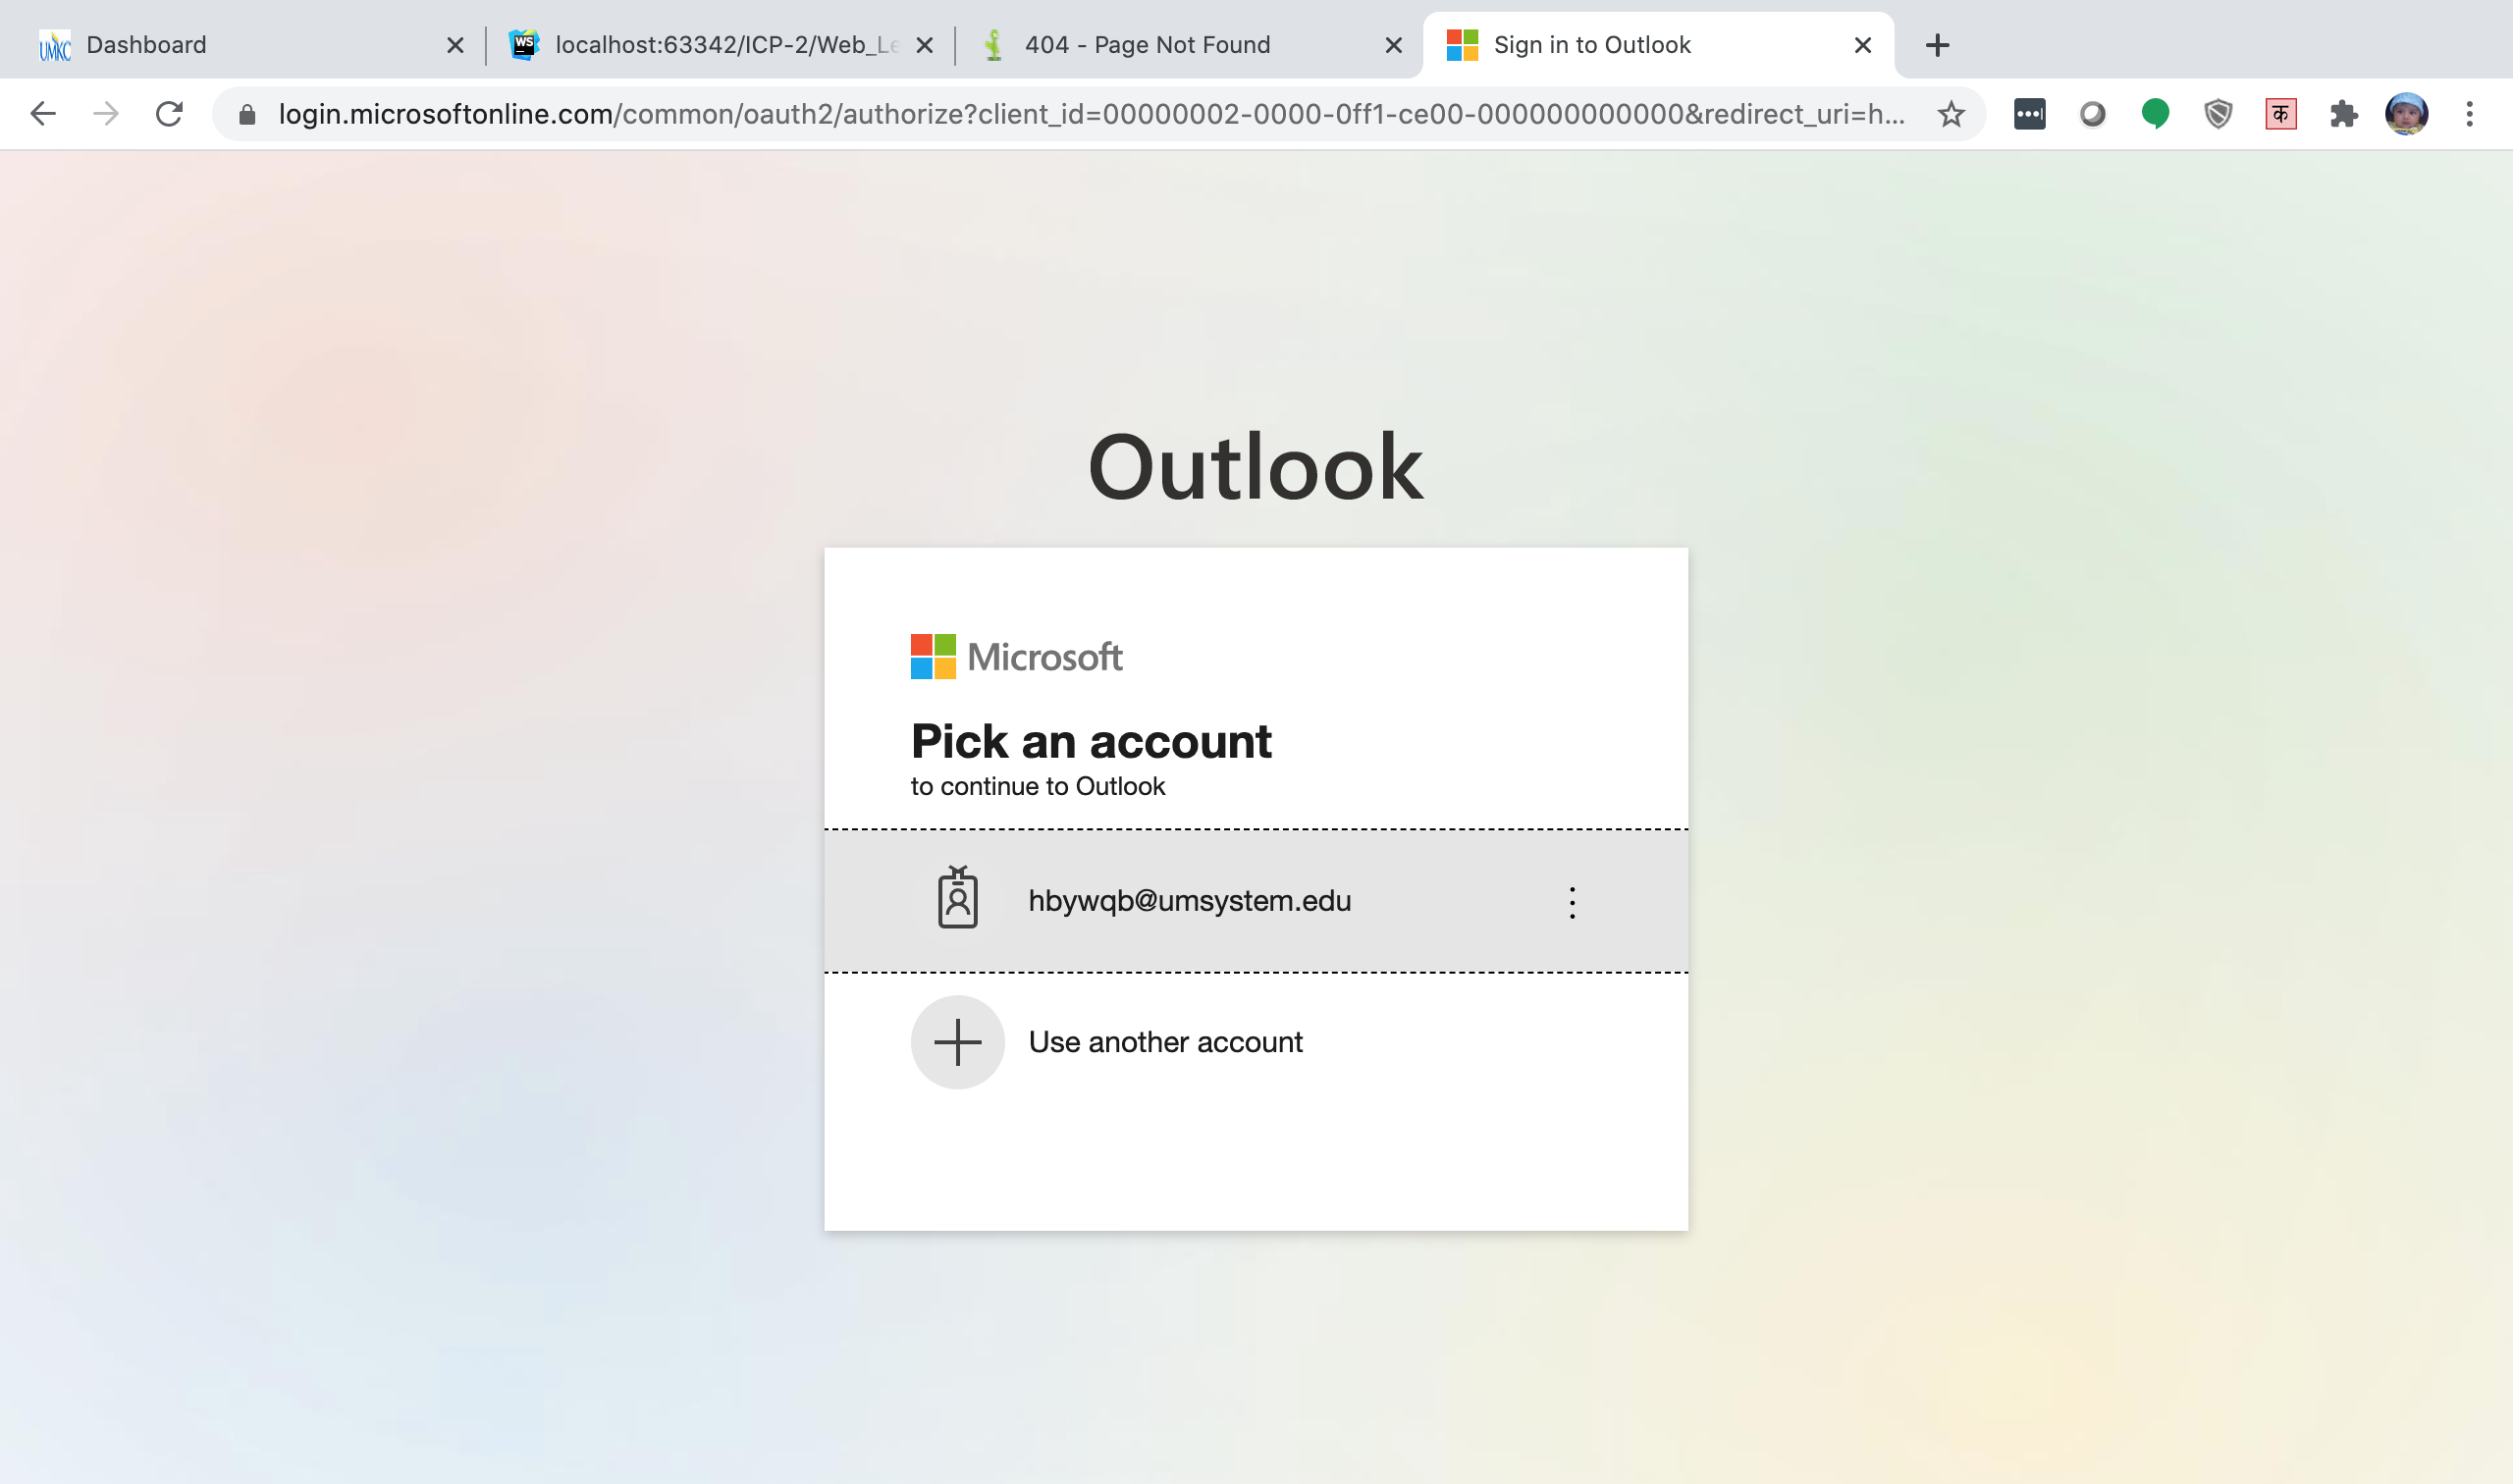 UMKC Dashboard
WS localhost:63342/ICP-2/Web_Le
404 - Page Not Found
Sign in to Outlook
login.microsoftonline.com/common/oauth2/authorize?client_id=00000002-0000-0ff1-ce00-000000000000&redirect_uri=h...
क
Outlook
Microsoft
Pick an account
to continue to Outlook
hbywqb@umsystem.edu
Use another account